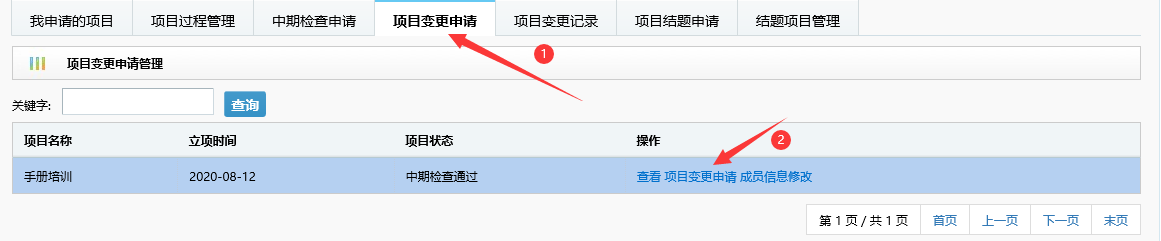 我申请的项目 项目过程管理 中期检查申请 项目变更申请 项目变更记录 项目结题申请 结题项目管理
1
项目变更申请管理
关键字: 查询
2
项目名称 立项时间 项目状态 操作
手册培训 2020-08-12 中期检查通过 查看 项目变更申请 成员信息修改
第 1 页 / 共 1 页 首页 上一页 下一页 末页